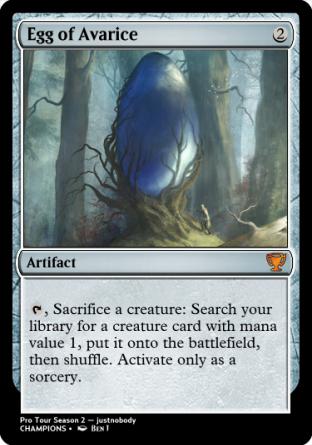 Egg of Avarice 2
Artifact
, Sacrifice a creature: Search your
library for a creature card with mana
value 1, put it onto the battlefield,
then shuffle. Activate only as a
sorcery.
Pro Tour Season 2 — justnobody
CHAMPIONS • Ben I